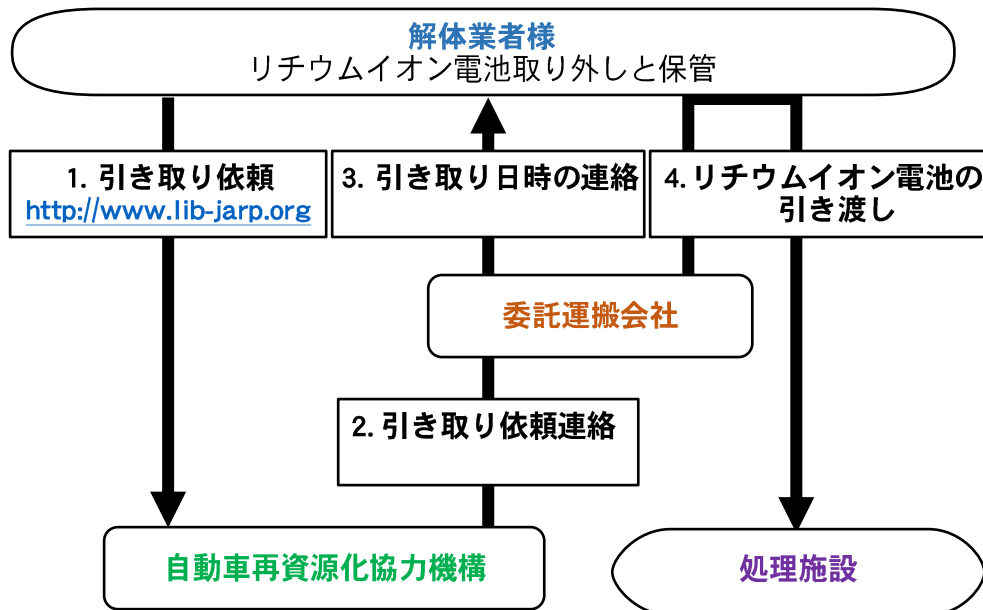 解体業者様
リチウムイオン電池取り外しと保管
1. 引き取り依頼
http://www.lib-jarp.org
3. 引き取り日時の連絡
4.リチウムイオン電池の
引き渡し
委託運搬会社
2. 引き取り依頼連絡
自動車再資源化協力機構
処理施設